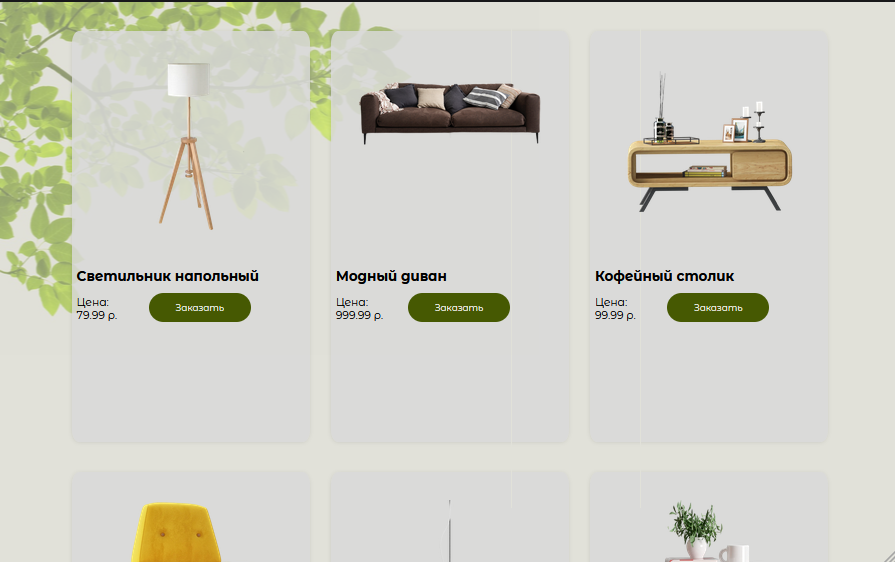 Светильник напольный
Цена:
79.99 р.
Заказать
Модный диван
Цена:
999.99 р.
Заказать
Кофейный столик
Цена:
99.99 р.
Заказать